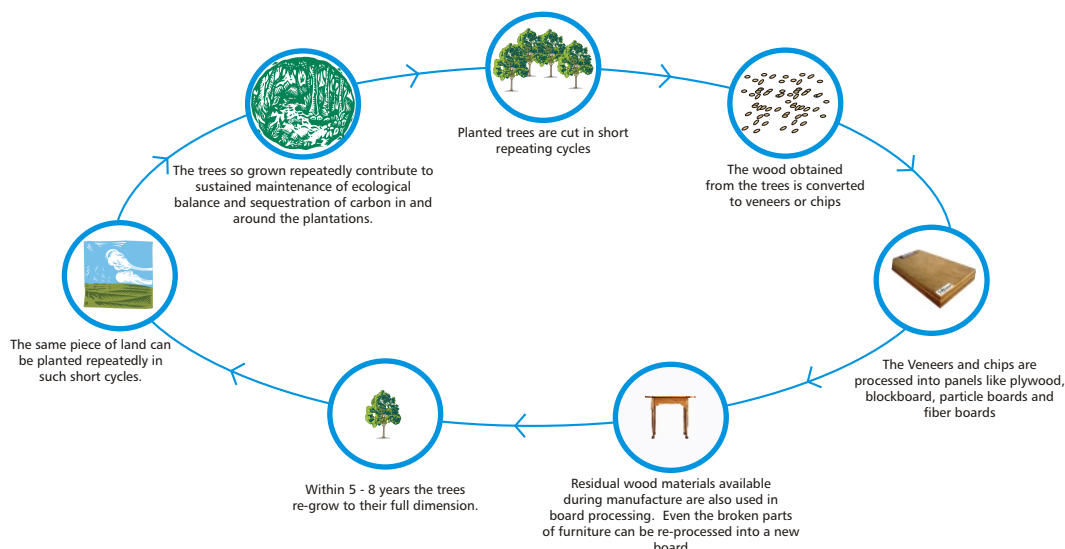 Planted trees are cut in short
repeating cycles
The wood obtained
from the trees is converted
to veneers or chips
The Veneers and chips are
processed into panels like plywood,
blockboard, particle boards and
fiber boards
Residual wood materials available
during manufacture are also used in
board processing.  Even the broken parts
of furniture can be re-processed into a new
board
Within 5 - 8 years the trees
re-grow to their full dimension.
The same piece of land can
be planted repeatedly in
such short cycles.
The trees so grown repeatedly contribute to
sustained maintenance of ecological
balance and sequestration of carbon in and
around the plantations.